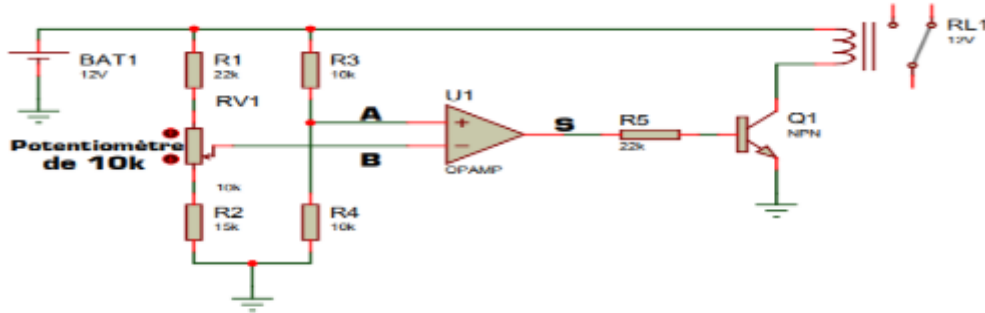 BAT1
12V
R1
22k
RV1
Potentiomètre
de 10k
10k
R2
15k
R3
10k
R4
10k
A
B
U1
+
−
OPAMP
S
R5
22k
Q1
NPN
RL1
12V